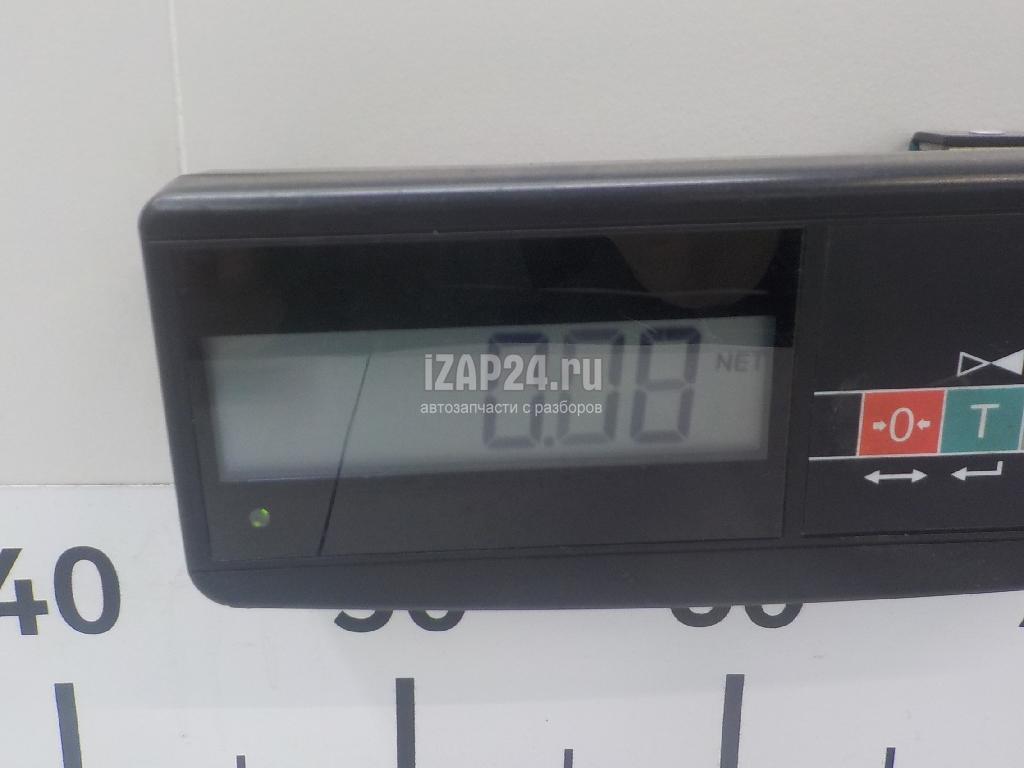 iZAP24.ru
автозапчасти с разборов
0.08 NET
→0← T
40